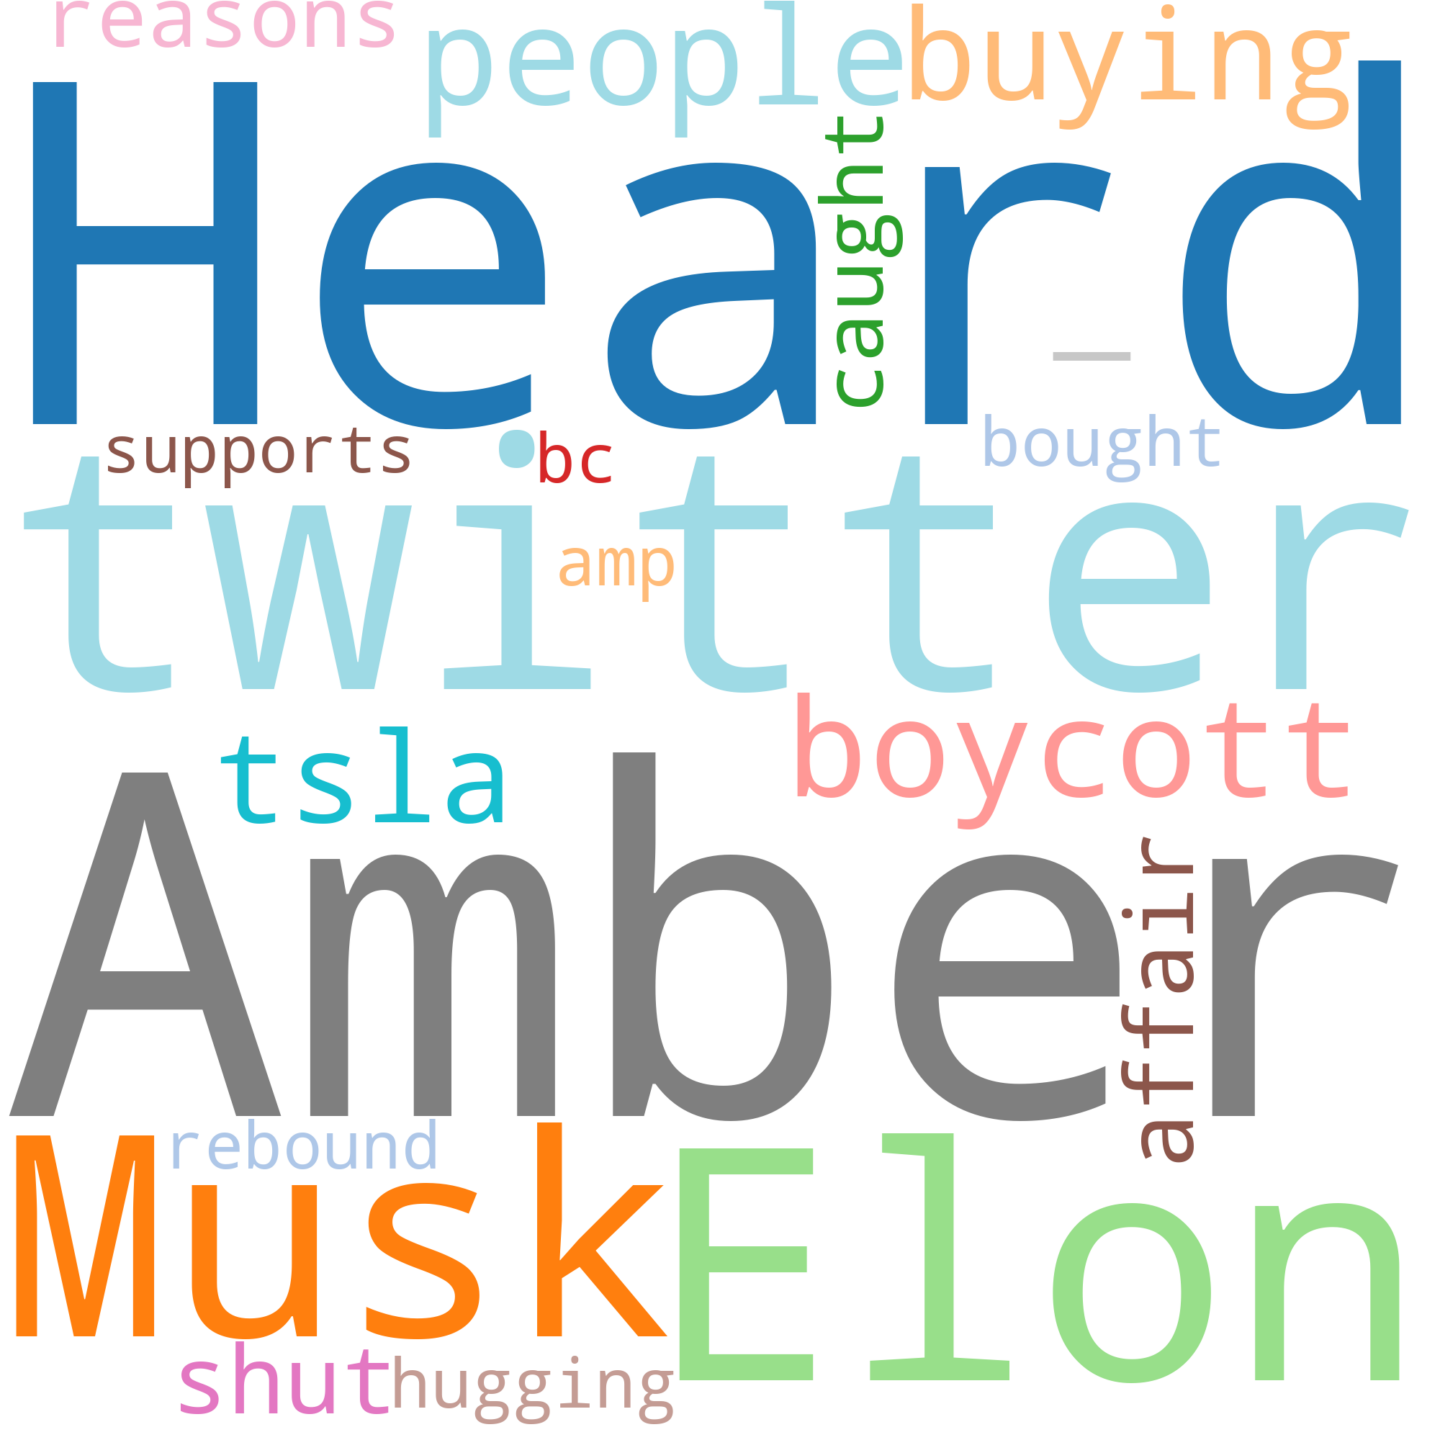 reasons
people
buying
Heard
caught
_
supports
bc
bought
twitter
amp
boycott
tsla
Amber
affair
rebound
Musk
Elon
shut
hugging